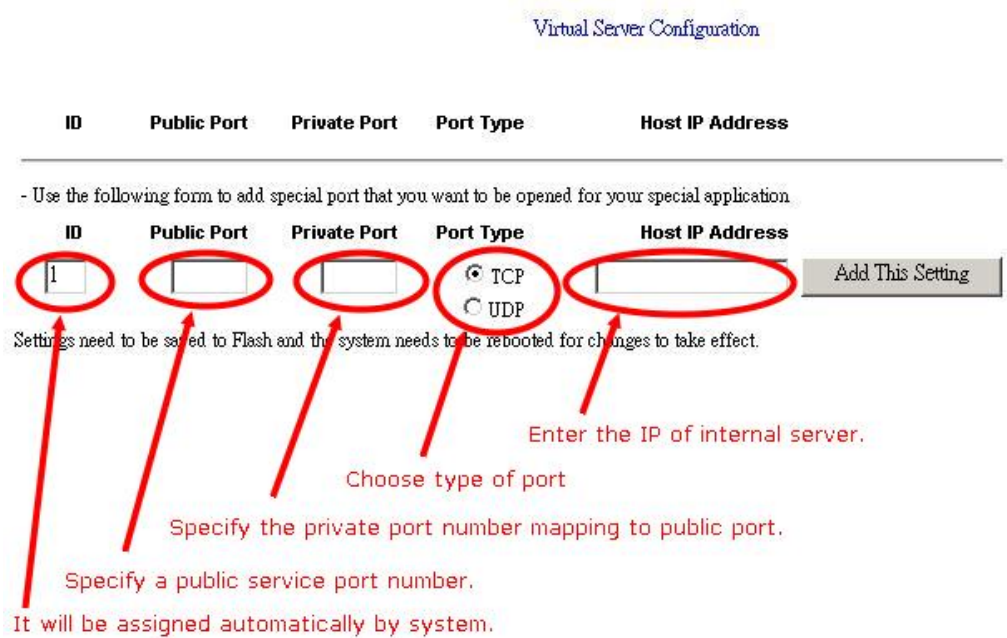 Virtual Server Configuration
ID Public Port Private Port Port Type Host IP Address
- Use the following form to add special port that you want to be opened for your special application
ID Public Port Private Port Port Type Host IP Address
1 TCP Add This Setting
UDP
Settings need to be saved to Flash and the system needs to be rebooted for changes to take effect.
Enter the IP of internal server.
Choose type of port
Specify the private port number mapping to public port.
Specify a public service port number.
It will be assigned automatically by system.